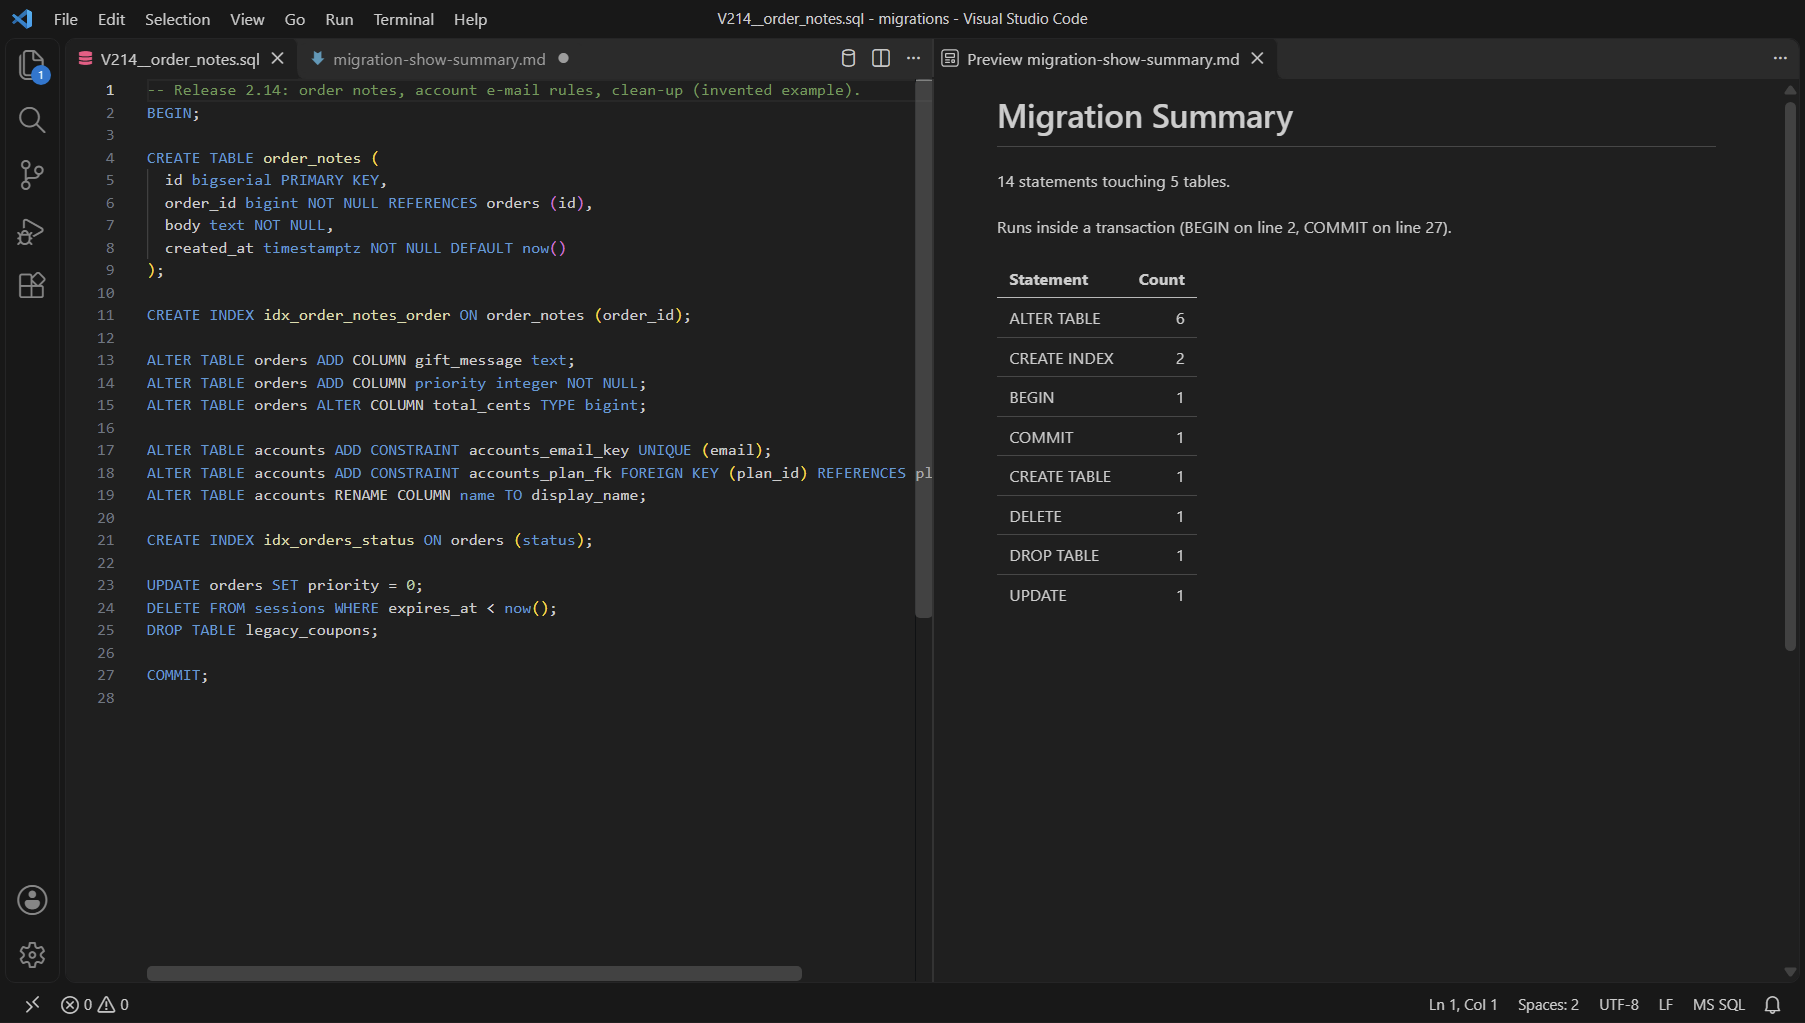 File Edit Selection View Go Run Terminal Help
V214__order_notes.sql - migrations - Visual Studio Code
V214__order_notes.sql
migration-show-summary.md
Preview migration-show-summary.md
1
1 -- Release 2.14: order notes, account e-mail rules, clean-up (invented example).
2 BEGIN;
3
4 CREATE TABLE order_notes (
5 id bigserial PRIMARY KEY,
6 order_id bigint NOT NULL REFERENCES orders (id),
7 body text NOT NULL,
8 created_at timestamptz NOT NULL DEFAULT now()
9 );
10
11 CREATE INDEX idx_order_notes_order ON order_notes (order_id);
12
13 ALTER TABLE orders ADD COLUMN gift_message text;
14 ALTER TABLE orders ADD COLUMN priority integer NOT NULL;
15 ALTER TABLE orders ALTER COLUMN total_cents TYPE bigint;
16
17 ALTER TABLE accounts ADD CONSTRAINT accounts_email_key UNIQUE (email);
18 ALTER TABLE accounts ADD CONSTRAINT accounts_plan_fk FOREIGN KEY (plan_id) REFERENCES pl
19 ALTER TABLE accounts RENAME COLUMN name TO display_name;
20
21 CREATE INDEX idx_orders_status ON orders (status);
22
23 UPDATE orders SET priority = 0;
24 DELETE FROM sessions WHERE expires_at < now();
25 DROP TABLE legacy_coupons;
26
27 COMMIT;
28
Migration Summary
14 statements touching 5 tables.
Runs inside a transaction (BEGIN on line 2, COMMIT on line 27).
Statement Count
ALTER TABLE 6
CREATE INDEX 2
BEGIN 1
COMMIT 1
CREATE TABLE 1
DELETE 1
DROP TABLE 1
UPDATE 1
0 0
Ln 1, Col 1 Spaces: 2 UTF-8 LF MS SQL